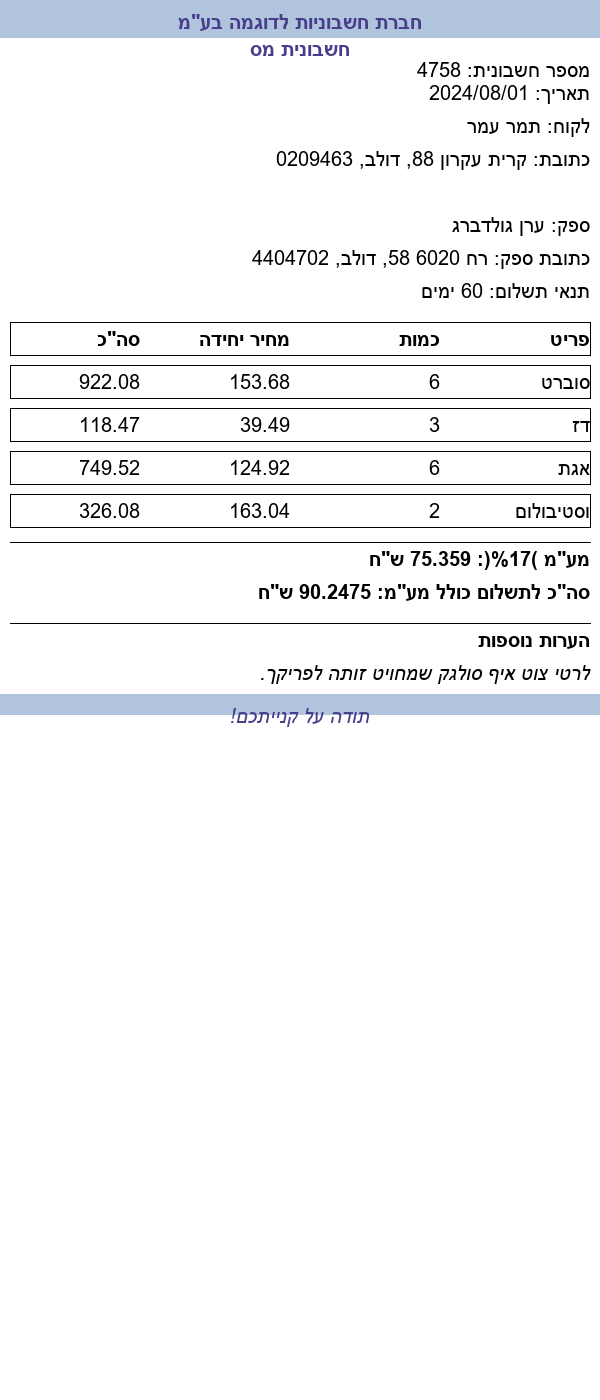 חברת חשבוניות לדוגמה בע"מ
חשבונית מס
מספר חשבונית: 4758
תאריך: 2024/08/01
לקוח: תמר עמר
כתובת: קרית עקרון 88, דולב, 0209463
ספק: ערן גולדברג
כתובת ספק: רח 6020 58, דולב, 4404702
תנאי תשלום: 60 ימים
פריט כמות מחיר יחידה סה"כ
סוברט 6 153.68 922.08
דז 3 39.49 118.47
אגת 6 124.92 749.52
וסטיבולום 2 163.04 326.08
מע"מ )17%(: 75.359 ש"ח
סה"כ לתשלום כולל מע"מ: 90.2475 ש"ח
הערות נוספות
לרטי צוט איף סולגק שמחויט זותה לפריקך.
תודה על קנייתכם!